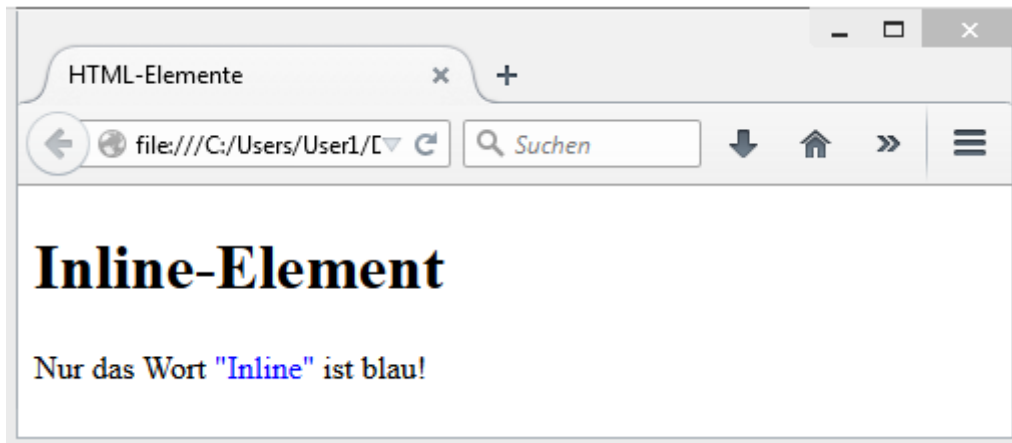 HTML-Elemente
file:///C:/Users/User1/D
Suchen
Inline-Element
Nur das Wort "Inline" ist blau!